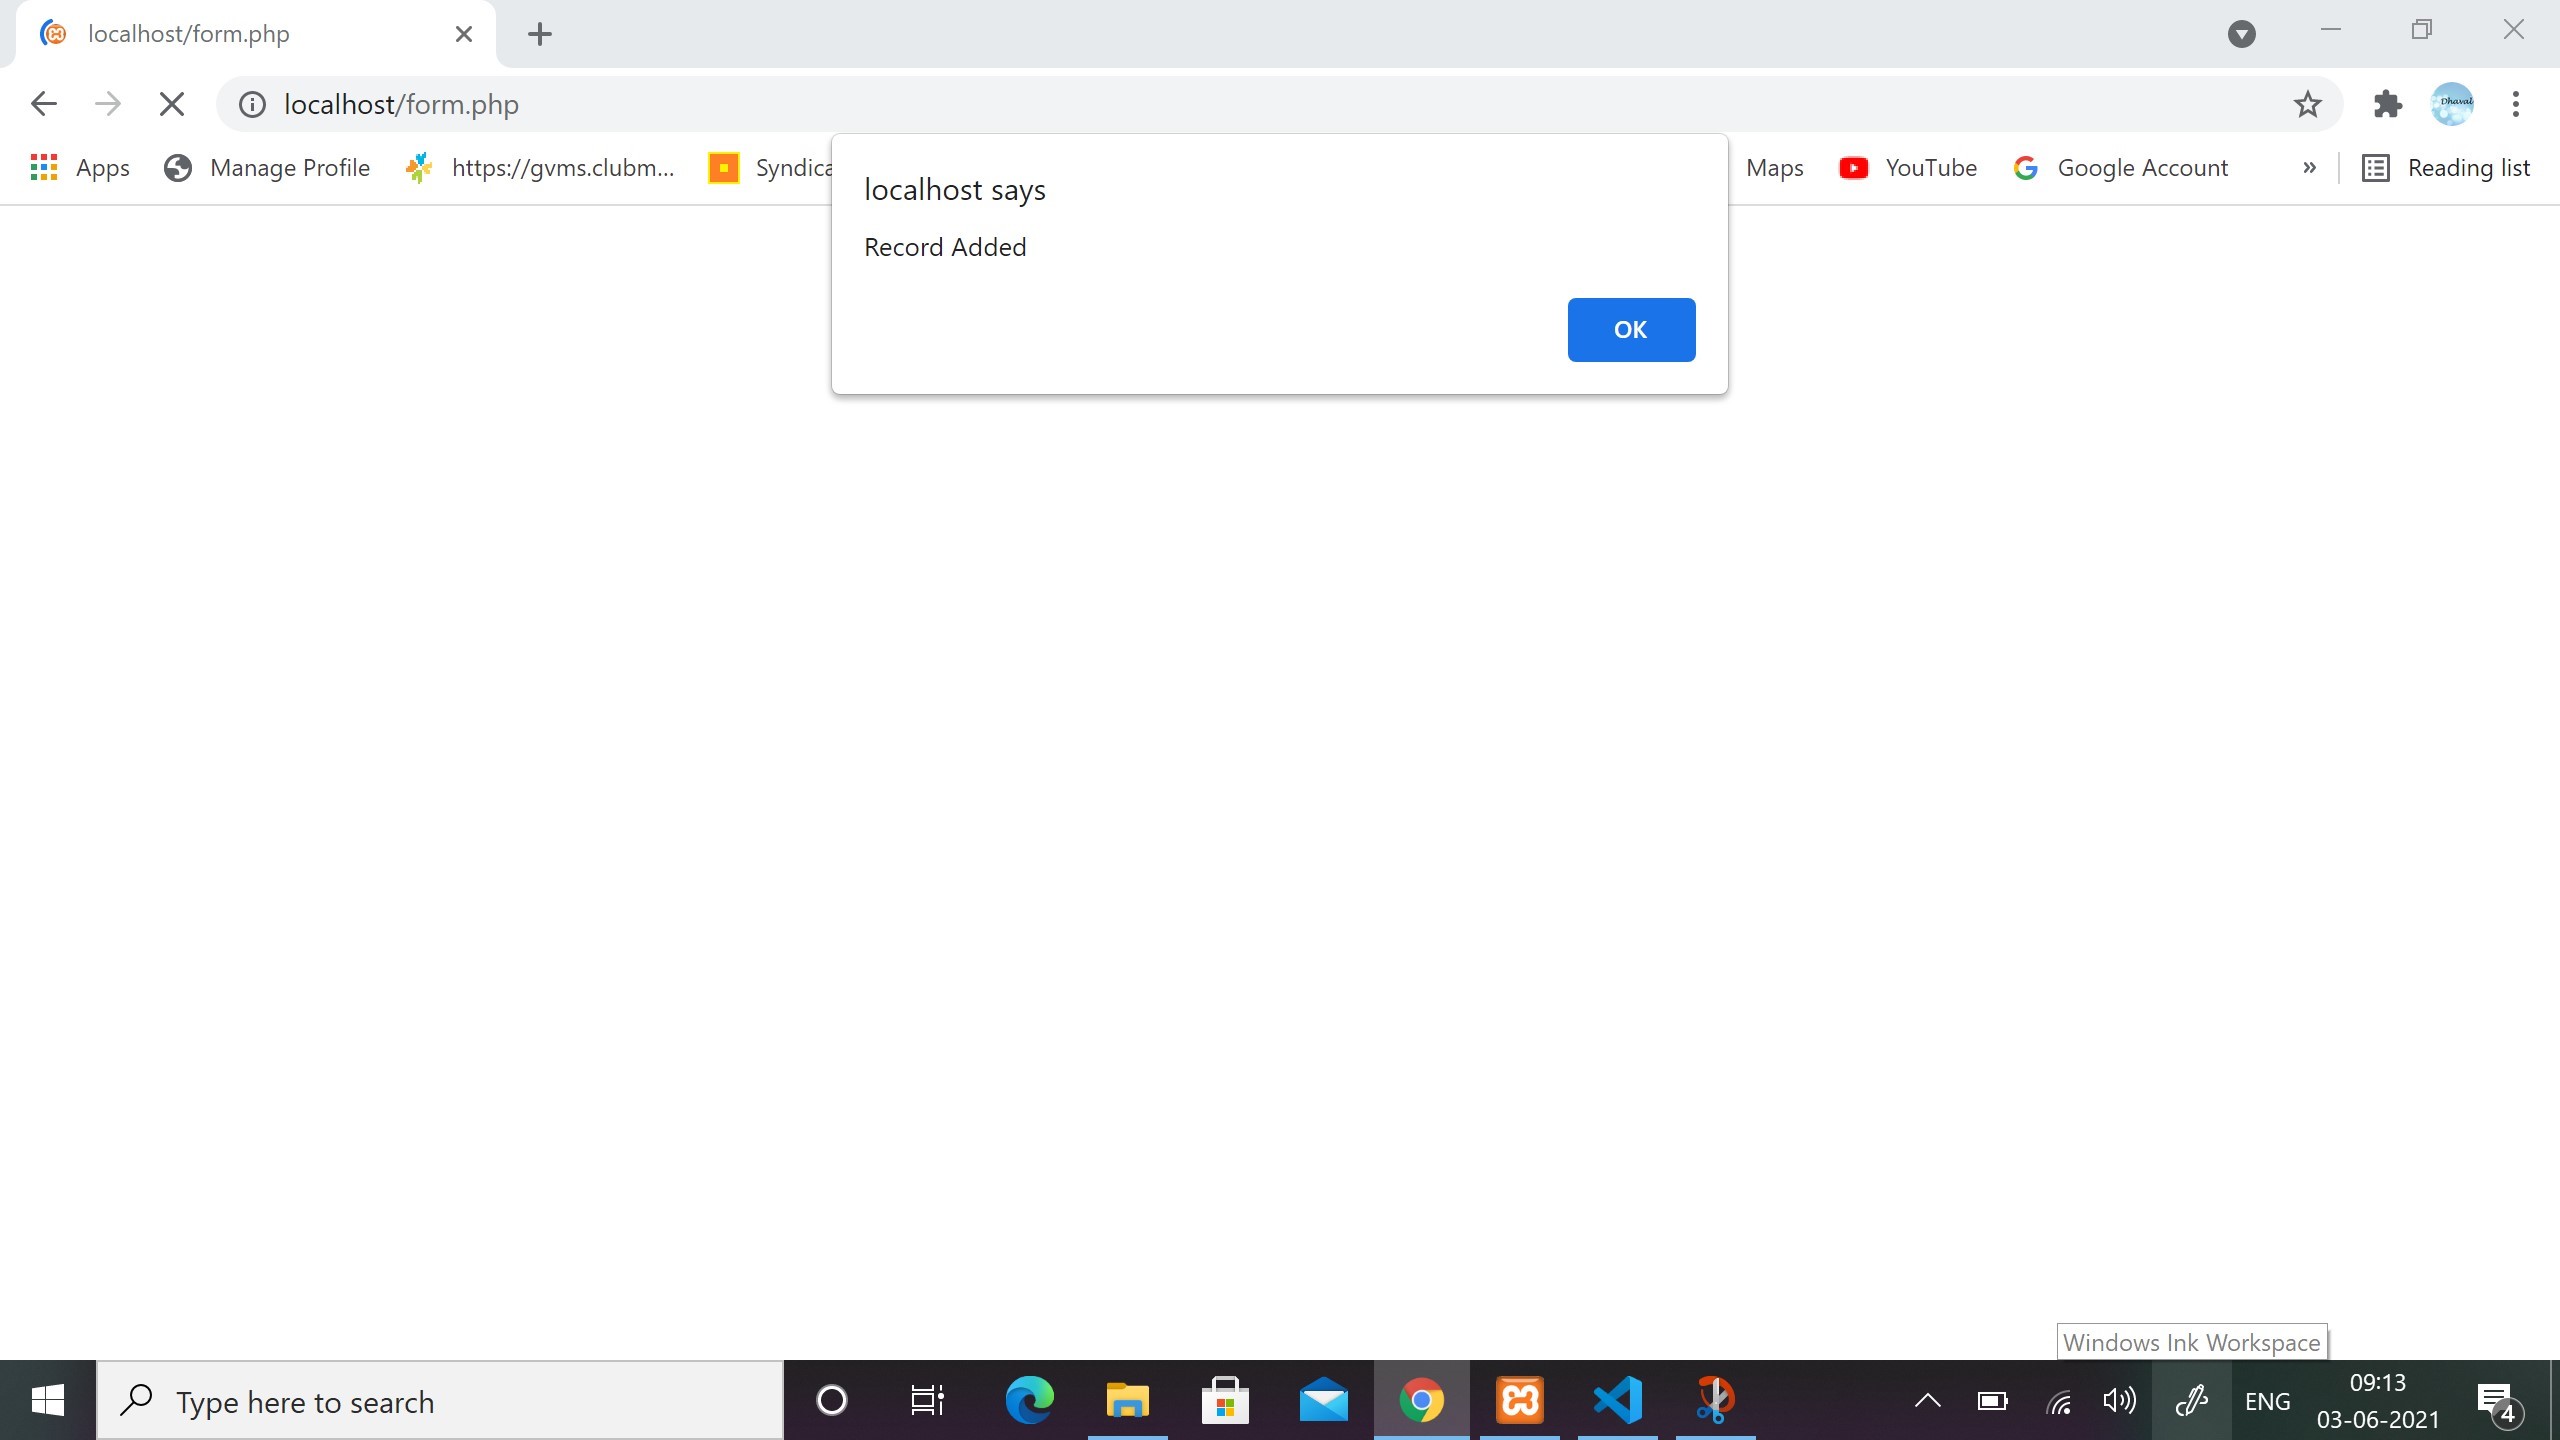 localhost/form.php
localhost/form.php
Dhaval
Apps
Manage Profile
https://gvms.clubm...
Syndica
Maps
YouTube
Google Account
»
Reading list
localhost says
Record Added
OK
Windows Ink Workspace
Type here to search
ENG
09:13
03-06-2021
4